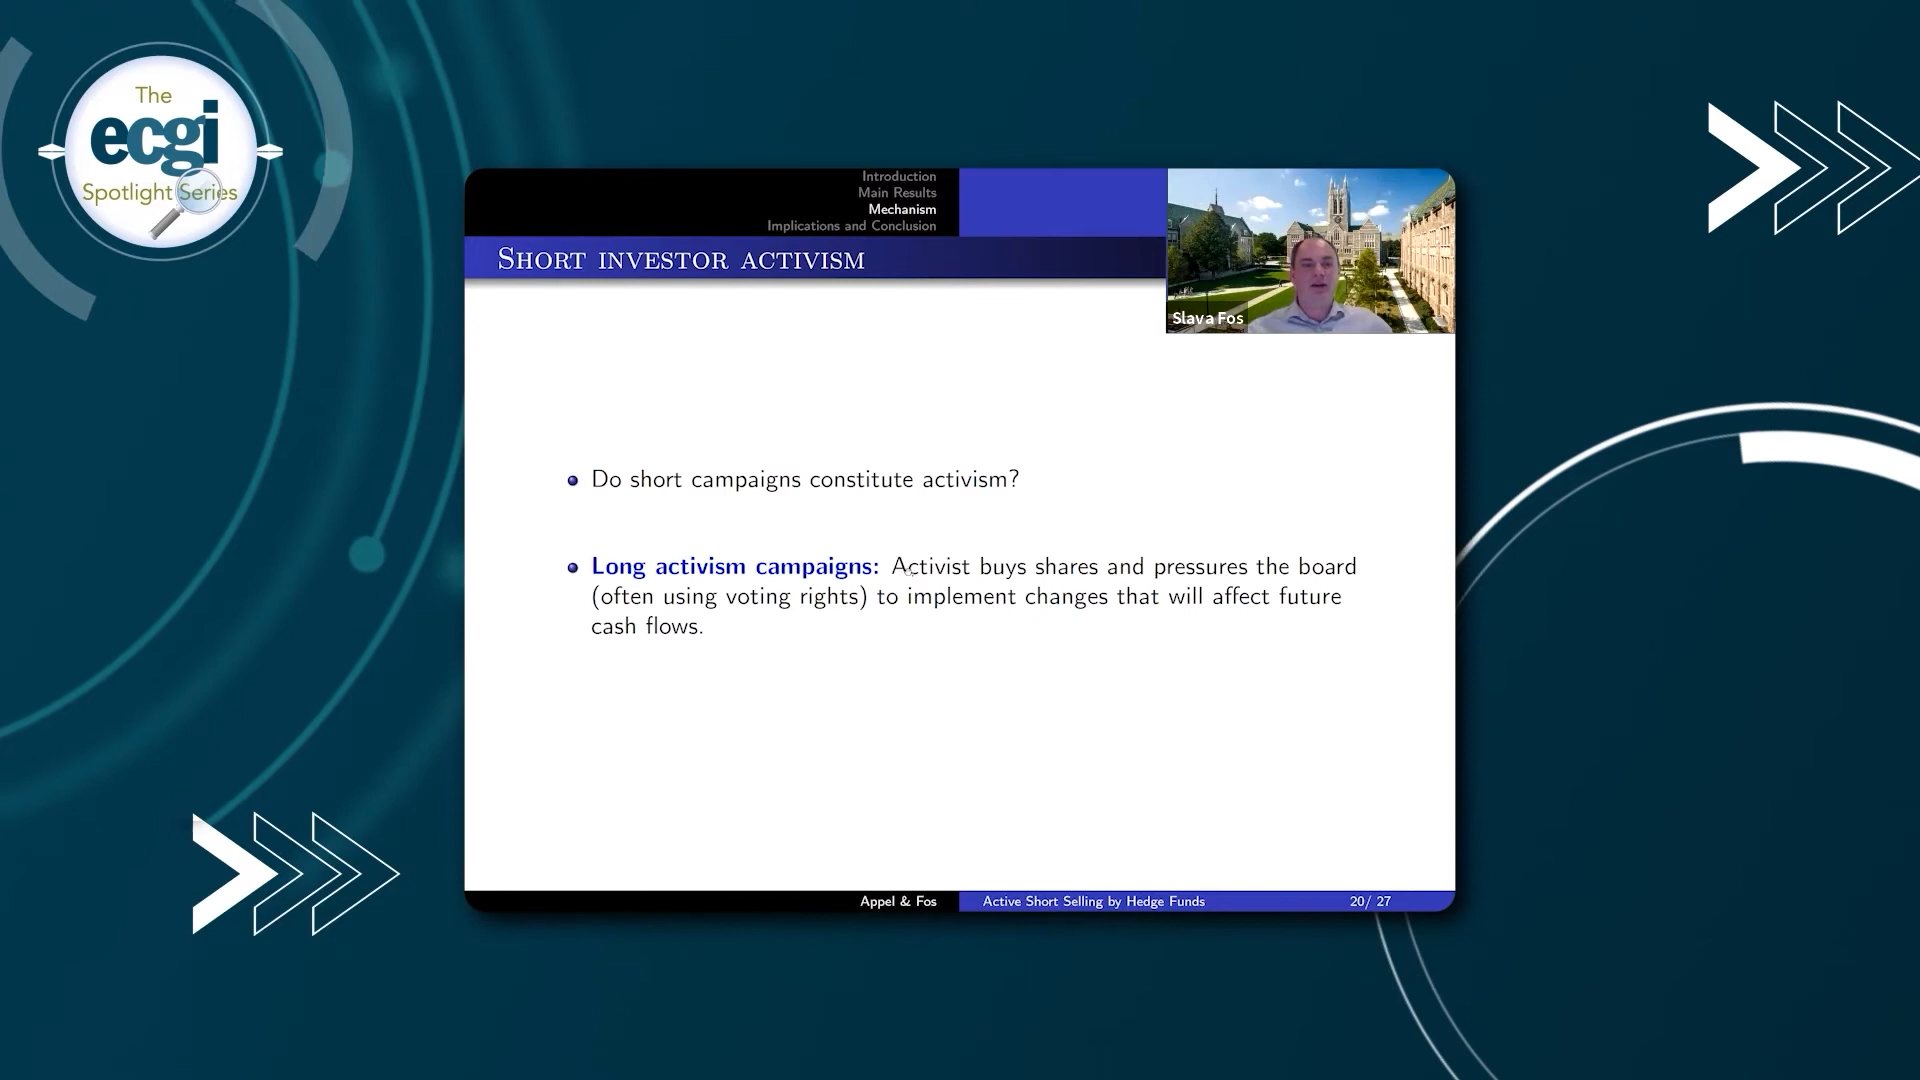 The
ecgi
Spotlight Series
Introduction
Main Results
Mechanism
Implications and Conclusion
Short investor activism
Slava Fos
Do short campaigns constitute activism?
Long activism campaigns: Activist buys shares and pressures the board
(often using voting rights) to implement changes that will affect future
cash flows.
Appel & Fos
Active Short Selling by Hedge Funds
20/ 27